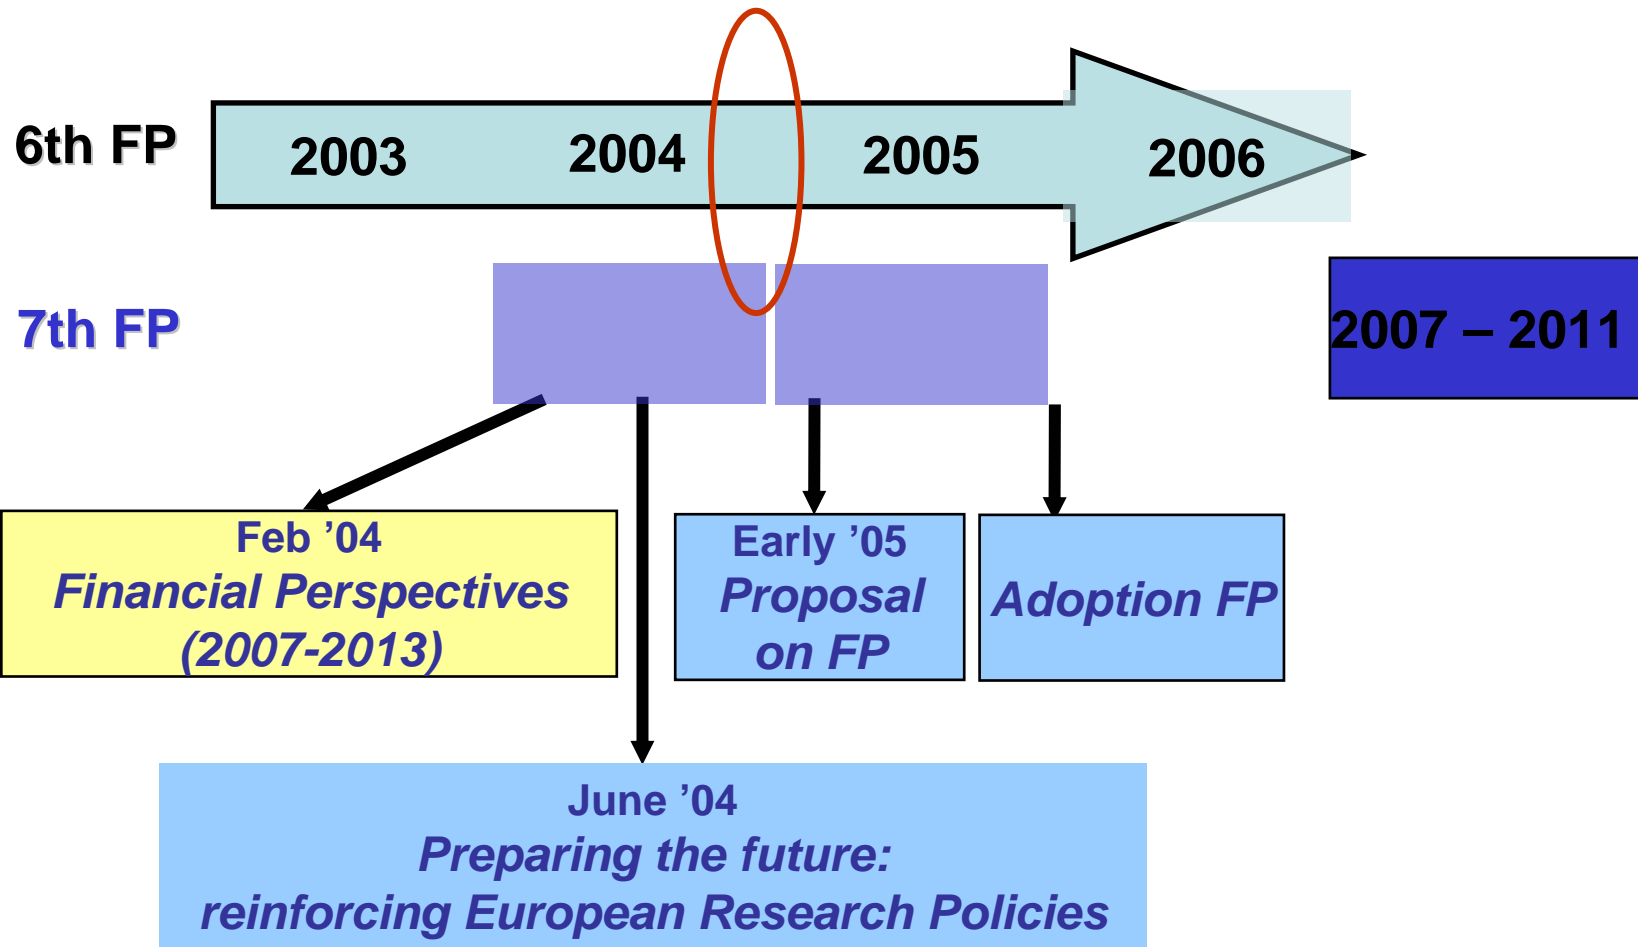 6th FP
2003
2004
2005
2006
7th FP
2007 – 2011
Feb ’04
Financial Perspectives
(2007-2013)
Early ’05
Proposal
on FP
Adoption FP
June ’04
Preparing the future:
reinforcing European Research Policies